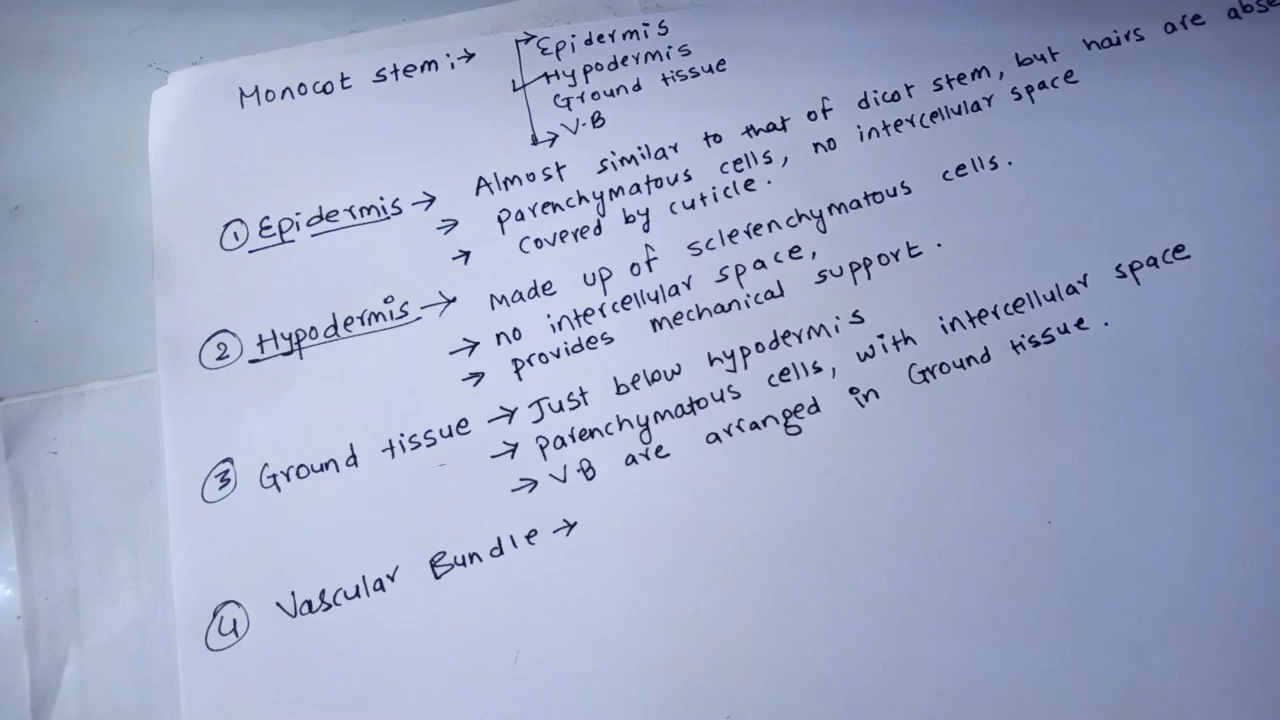 Monocot stem :→
→ Epidermis
Hypodermis
Ground tissue
→ V.B
① Epidermis → Almost similar to that of dicot stem, but hairs are
→ parenchymatous cells, no intercellular space
→ covered by cuticle.
② Hypodermis → Made up of sclerenchymatous cells.
→ no intercellular space,
→ provides mechanical support.
③ Ground tissue → Just below hypodermis
→ parenchymatous cells, with intercellular space
→ V.B are arranged in Ground tissue.
④ Vascular Bundle →